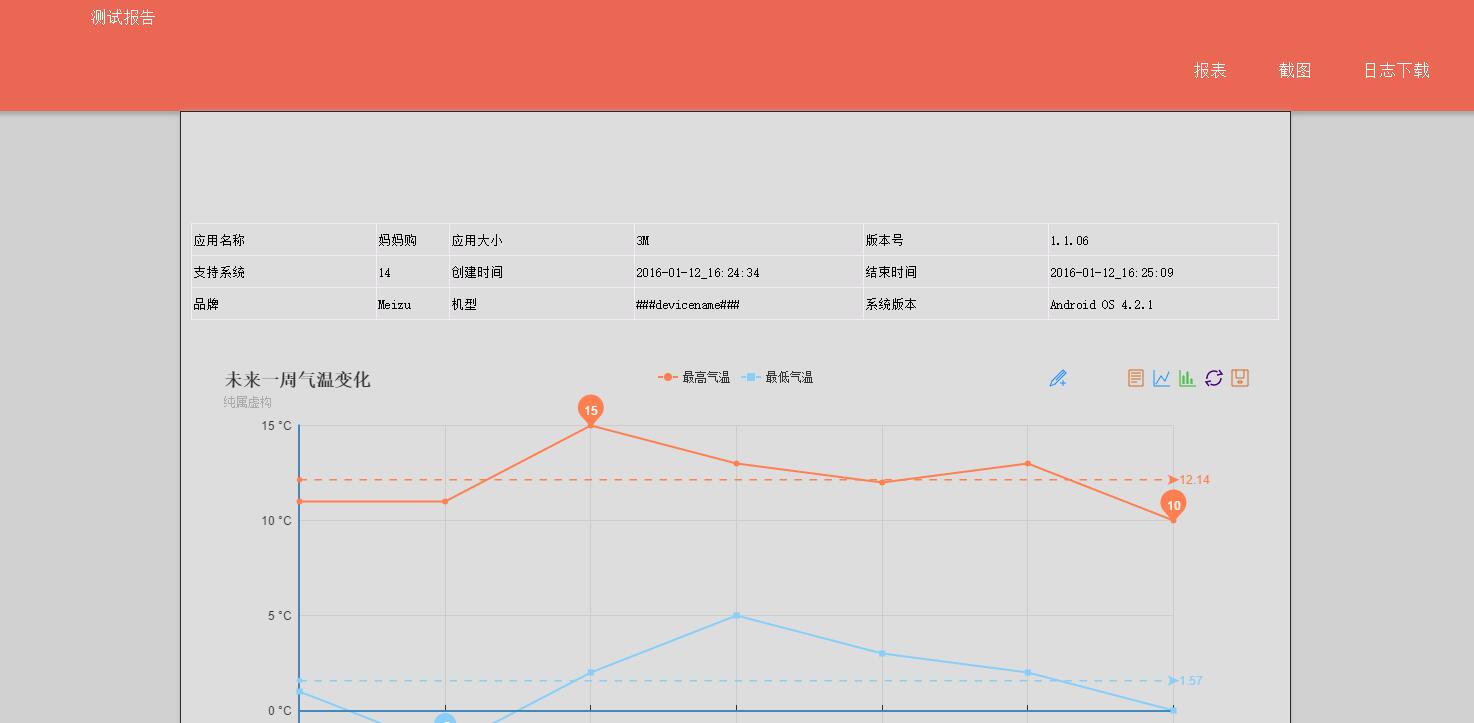 测试报告
报表 截图 日志下载
应用名称 妈妈购 应用大小 3M 版本号 1.1.06
支持系统 14 创建时间 2016-01-12_16:24:34 结束时间 2016-01-12_16:25:09
品牌 Meizu 机型 ###devicename### 系统版本 Android OS 4.2.1
未来一周气温变化 最高气温 最低气温
纯属虚构
15
15 °C
12.14
10
10 °C
5 °C
1.57
0 °C